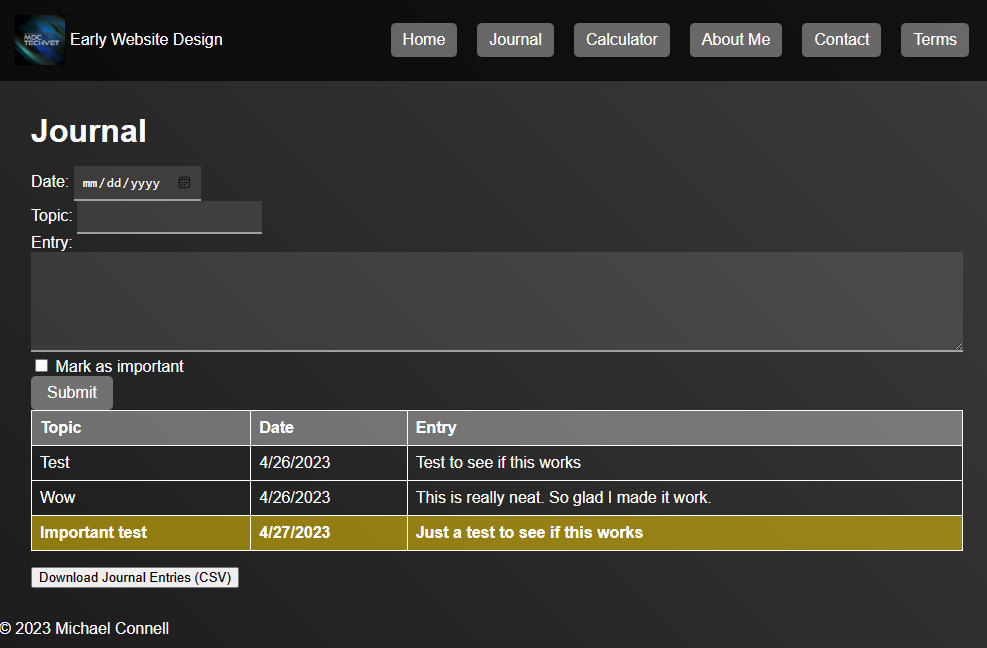 MDC
TECHVET
Early Website Design
Home Journal Calculator About Me Contact Terms
Journal
Date: mm/dd/yyyy
Topic:
Entry:
Mark as important
Submit
Topic Date Entry
Test 4/26/2023 Test to see if this works
Wow 4/26/2023 This is really neat. So glad I made it work.
Important test 4/27/2023 Just a test to see if this works
Download Journal Entries (CSV)
© 2023 Michael Connell